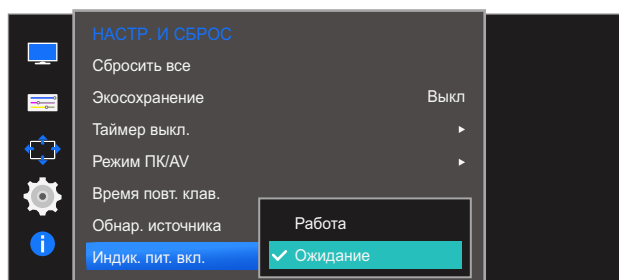 НАСТР. И СБРОС
Сбросить все
Экосохранение Выкл
Таймер выкл.
Режим ПК/AV
Время повт. клав.
Обнар. источника Работа
Индик. пит. вкл. Ожидание